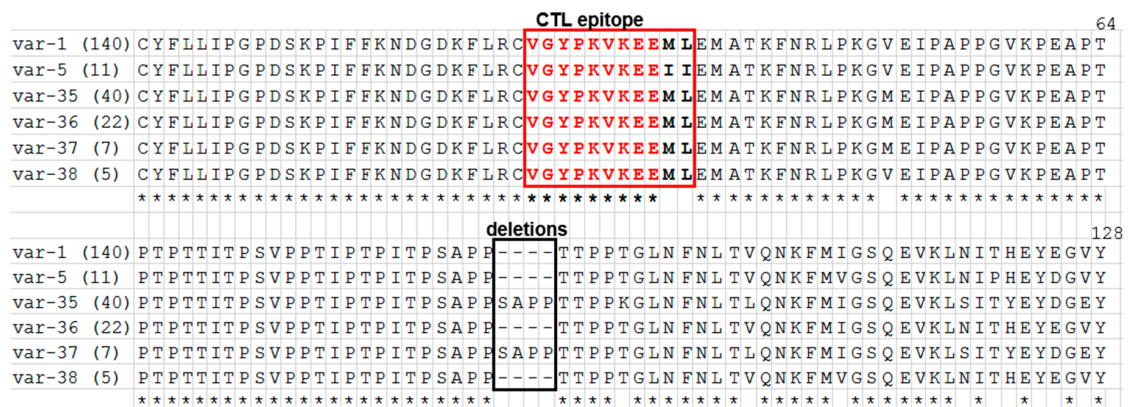 CTL epitope
64
var-1 (140) C Y F L L I P G P D S K P I F F K N D G D K F L R C V G Y P K V K E E M L E M A T K F N R L P K G V E I P A P P G V K P E A P T
var-5 (11) C Y F L L I P G P D S K P I F F K N D G D K F L R C V G Y P K V K E E I I E M A T K F N R L P K G V E I P A P P G V K P E A P T
var-35 (40) C Y F L L I P G P D S K P I F F K N D G D K F L R C V G Y P K V K E E M L E M A T K F N R L P K G M E I P A P P G V K P E A P T
var-36 (22) C Y F L L I P G P D S K P I F F K N D G D K F L R C V G Y P K V K E E M L E M A T K F N R L P K G M E I P A P P G V K P E A P T
var-37 (7) C Y F L L I P G P D S K P I F F K N D G D K F L R C V G Y P K V K E E M L E M A T K F N R L P K G M E I P A P P G V K P E A P T
var-38 (5) C Y F L L I P G P D S K P I F F K N D G D K F L R C V G Y P K V K E E M L E M A T K F N R L P K G V E I P A P P G V K P E A P T
* * * * * * * * * * * * * * * * * * * * * * * * * * * * * * * * * * *     * * * * * * * * * * * *   * * * * * * * * * * * * * *
deletions
128
var-1 (140) P T P T T I T P S V P P T I P T P I T P S A P P - - - - T T P P T G L N F N L T V Q N K F M I G S Q E V K L N I T H E Y E G V Y
var-5 (11) P T P T T I T P S V P P T I P T P I T P S A P P - - - - T T P P T G L N F N L T V Q N K F M V G S Q E V K L N I P H E Y E G V Y
var-35 (40) P T P T T I T P S V P P T I P T P I T P S A P P S A P P T T P P K G L N F N L T L Q N K F M I G S Q E V K L S I T Y E Y D G E Y
var-36 (22) P T P T T I T P S V P P T I P T P I T P S A P P - - - - T T P P T G L N F N L T V Q N K F M I G S Q E V K L N I T H E Y E G V Y
var-37 (7) P T P T T I T P S V P P T I P T P I T P S A P P S A P P T T P P T G L N F N L T L Q N K F M I G S Q E V K L S I T Y E Y D G E Y
var-38 (5) P T P T T I T P S V P P T I P T P I T P S A P P - - - - T T P P T G L N F N L T V Q N K F M V G S Q E V K L N I T H E Y E G V Y
* * * * * * * * * * * * * * * * * * * * * * * *         * * * *   * * * * * * *   * * * * *   * * * * * * *   *     *     *   *